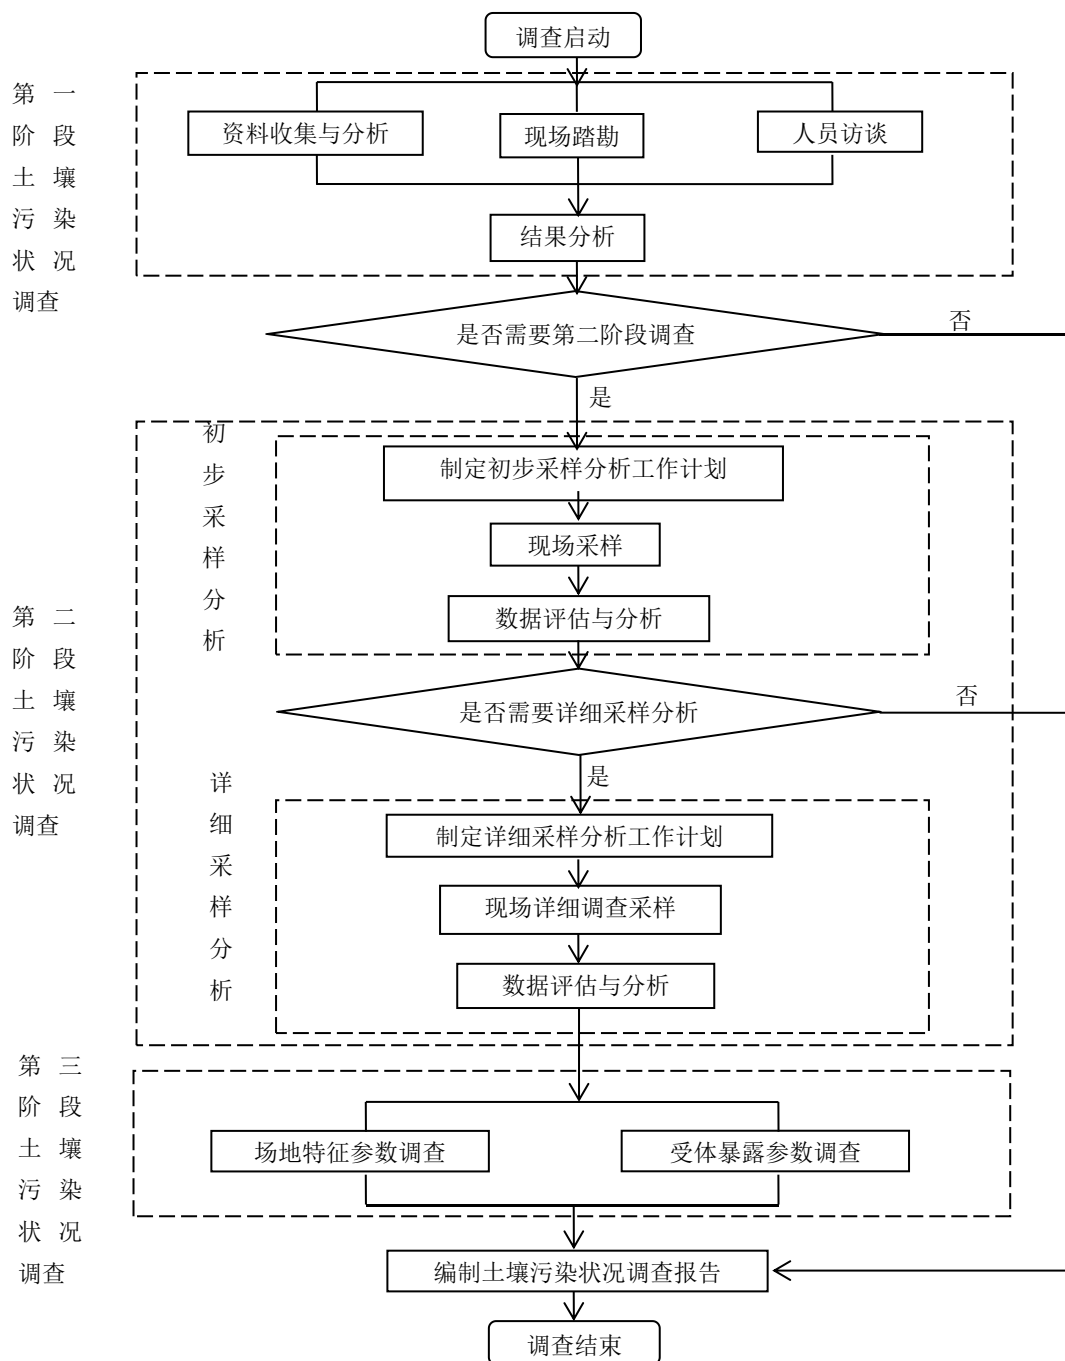 调查启动
第一
阶段
土壤
污染
状况
调查
资料收集与分析
现场踏勘
人员访谈
结果分析
是否需要第二阶段调查
否
是
第二
阶段
土壤
污染
状况
调查
初
步
采
样
分
析
制定初步采样分析工作计划
现场采样
数据评估与分析
是否需要详细采样分析
否
是
详
细
采
样
分
析
制定详细采样分析工作计划
现场详细调查采样
数据评估与分析
第三
阶段
土壤
污染
状况
调查
场地特征参数调查
受体暴露参数调查
编制土壤污染状况调查报告
调查结束